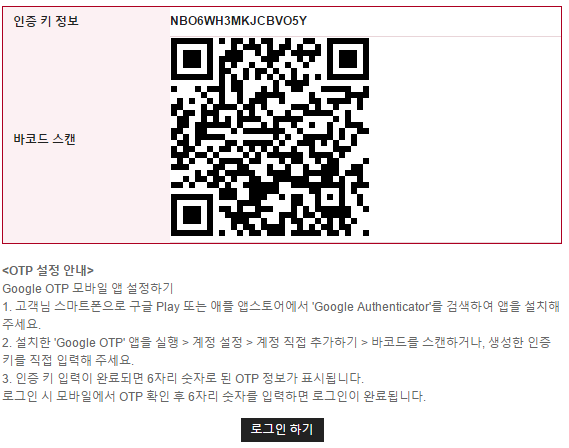 인증 키 정보
NBO6WH3MKJCBVO5Y
바코드 스캔
<OTP 설정 안내>
Google OTP 모바일 앱 설정하기
1. 고객님 스마트폰으로 구글 Play 또는 애플 앱스토어에서 'Google Authenticator'를 검색하여 앱을 설치해
주세요.
2. 설치한 'Google OTP' 앱을 실행 > 계정 설정 > 계정 직접 추가하기 > 바코드를 스캔하거나, 생성한 인증
키를 직접 입력해 주세요.
3. 인증 키 입력이 완료되면 6자리 숫자로 된 OTP 정보가 표시됩니다.
로그인 시 모바일에서 OTP 확인 후 6자리 숫자를 입력하면 로그인이 완료됩니다.
로그인 하기